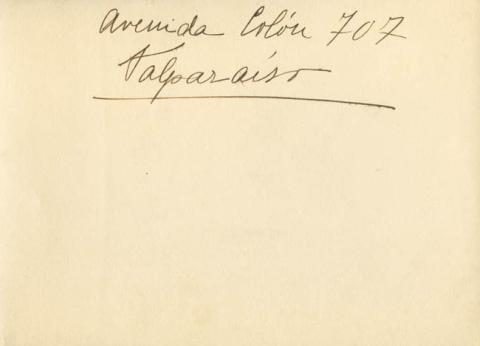 Avenida Colón 707
Valparaíso